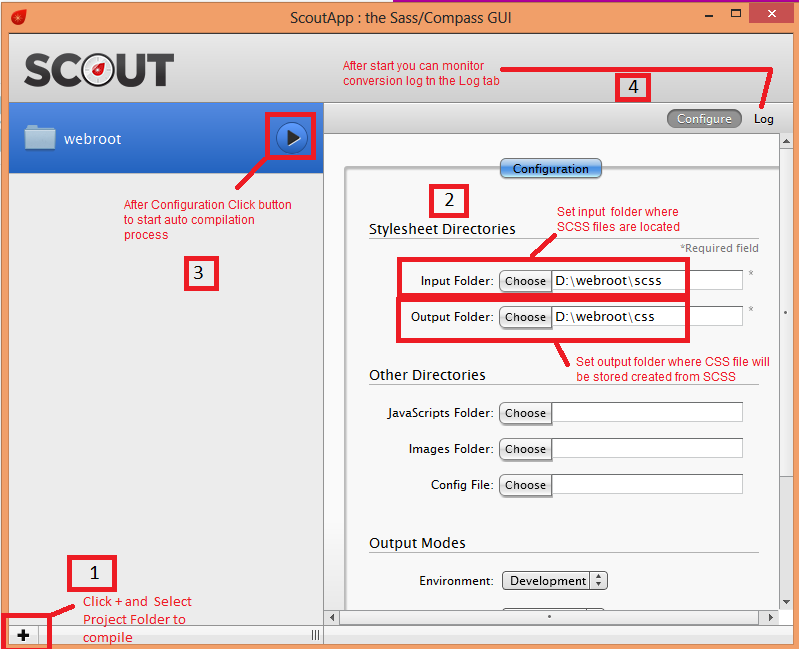 ScoutApp : the Sass/Compass GUI
SCOUT
After start you can monitor
conversion log tn the Log tab
4
Configure
Log
webroot
After Configuration Click button
to start auto compilation
process
3
Configuration
2
Set input folder where
SCSS files are located
Stylesheet Directories
*Required field
Input Folder: Choose D:\webroot\scss *
Output Folder: Choose D:\webroot\css *
Set output folder where CSS file will
be stored created from SCSS
Other Directories
JavaScripts Folder: Choose
Images Folder: Choose
Config File: Choose
Output Modes
Environment: Development
1
Click + and Select
Project Folder to
compile